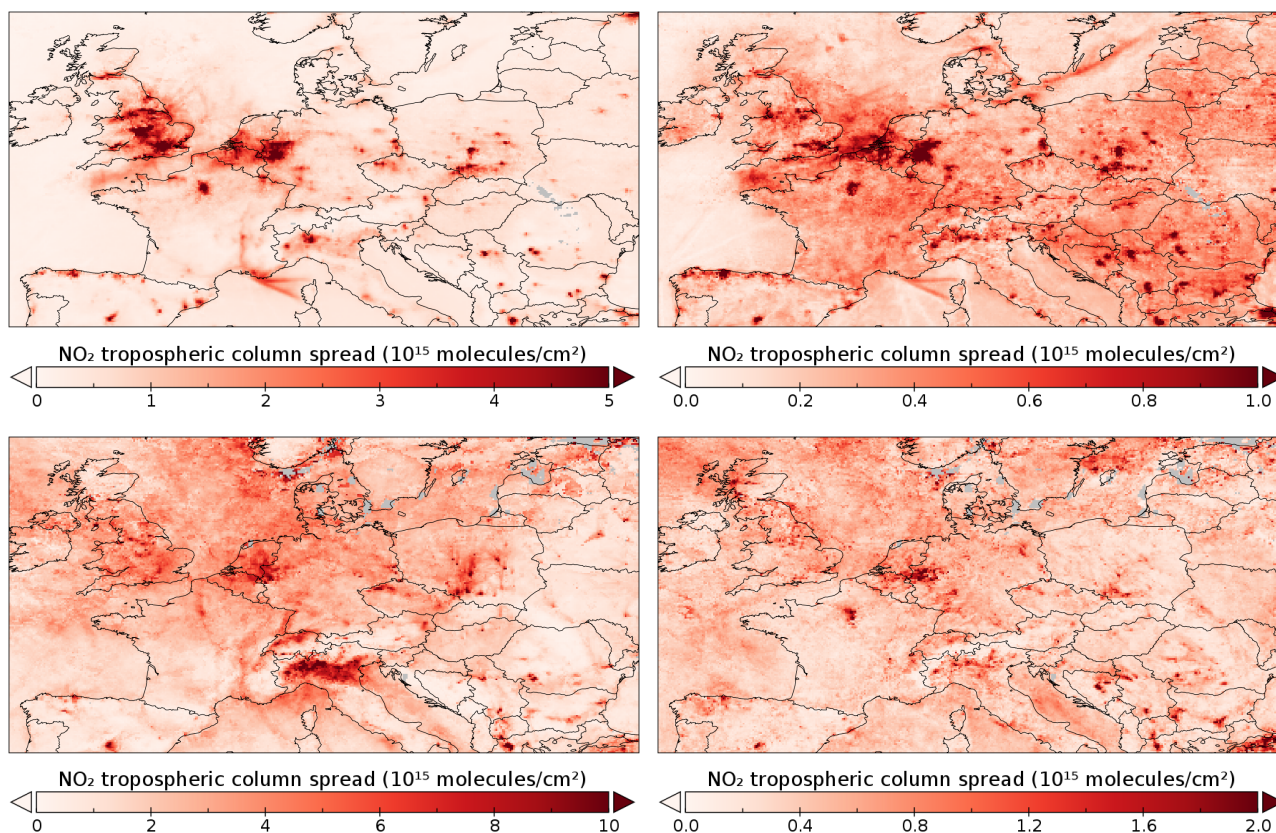 NO₂ tropospheric column spread (10¹⁵ molecules/cm²)
0 1 2 3 4 5
NO₂ tropospheric column spread (10¹⁵ molecules/cm²)
0.0 0.2 0.4 0.6 0.8 1.0
NO₂ tropospheric column spread (10¹⁵ molecules/cm²)
0 2 4 6 8 10
NO₂ tropospheric column spread (10¹⁵ molecules/cm²)
0.0 0.4 0.8 1.2 1.6 2.0